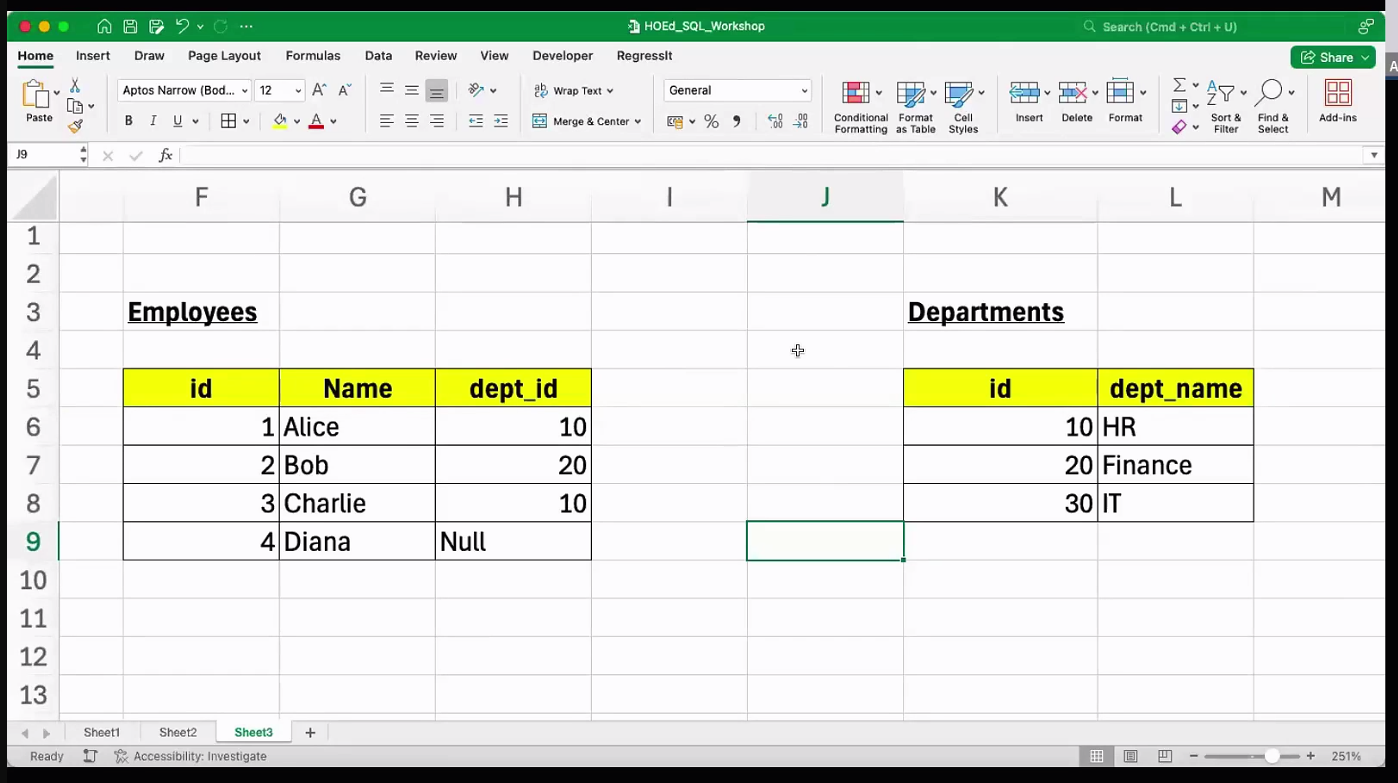 HOEd_SQL_Workshop
Search (Cmd + Ctrl + U)
Home Insert Draw Page Layout Formulas Data Review View Developer RegressIt Share
Paste
Aptos Narrow (Bod... 12
B I U
Wrap Text
Merge & Center
General
Conditional Formatting
Format as Table
Cell Styles
Insert Delete Format
Sort & Filter
Find & Select
Add-ins
J9 fx
F G H I J K L M
1
2
3 Employees Departments
4
5 id Name dept_id id dept_name
6 1 Alice 10 10 HR
7 2 Bob 20 20 Finance
8 3 Charlie 10 30 IT
9 4 Diana Null
10
11
12
13
Sheet1 Sheet2 Sheet3 +
Ready Accessibility: Investigate 251%